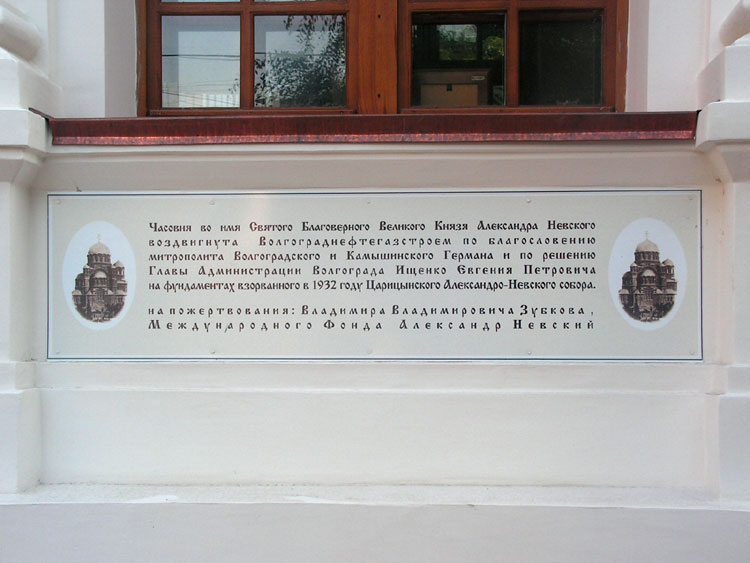 Часовня во имя Святого Благоверного Великого Князя Александра Невского
воздвигнута Волгограднефтегазстроем по благословению
митрополита Волгоградского и Камышинского Германа и по решению
Главы Администрации Волгограда Ищенко Евгения Петровича
на фундаментах взорванного в 1932 году Царицынского Александро-Невского собора.
на пожертвования: Владимира Владимировича Зубкова,
Международного Фонда Александр Невский